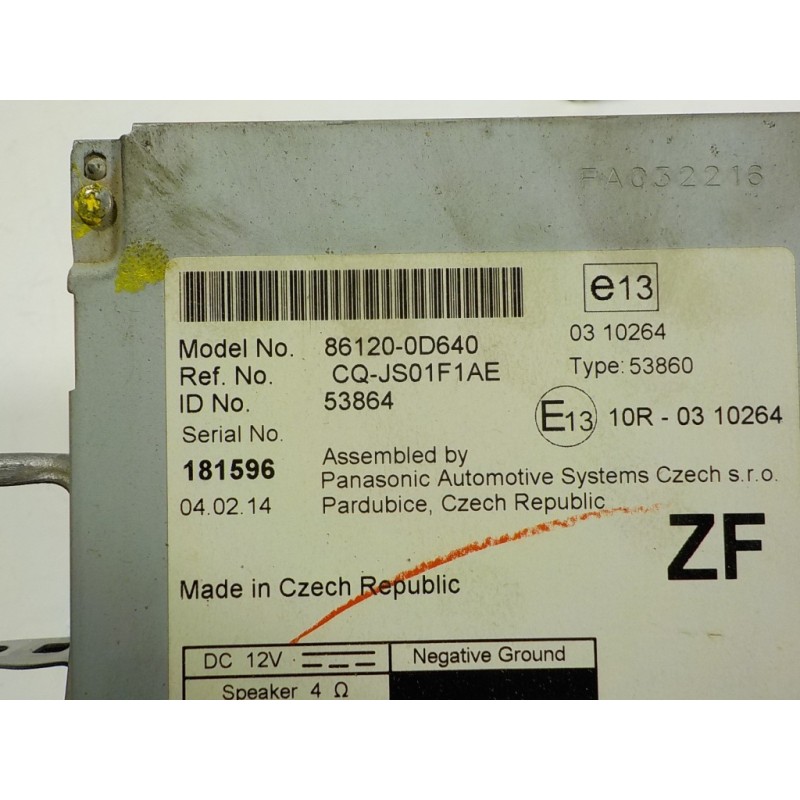 PA032216
e13
Model No. 86120-0D640
03 10264
Ref. No. CQ-JS01F1AE
Type: 53860
ID No. 53864
E13 10R - 03 10264
Serial No.
181596
Assembled by
Panasonic Automotive Systems Czech s.r.o.
04.02.14
Pardubice, Czech Republic
ZF
Made in Czech Republic
DC 12V
Negative Ground
Speaker 4 Ω